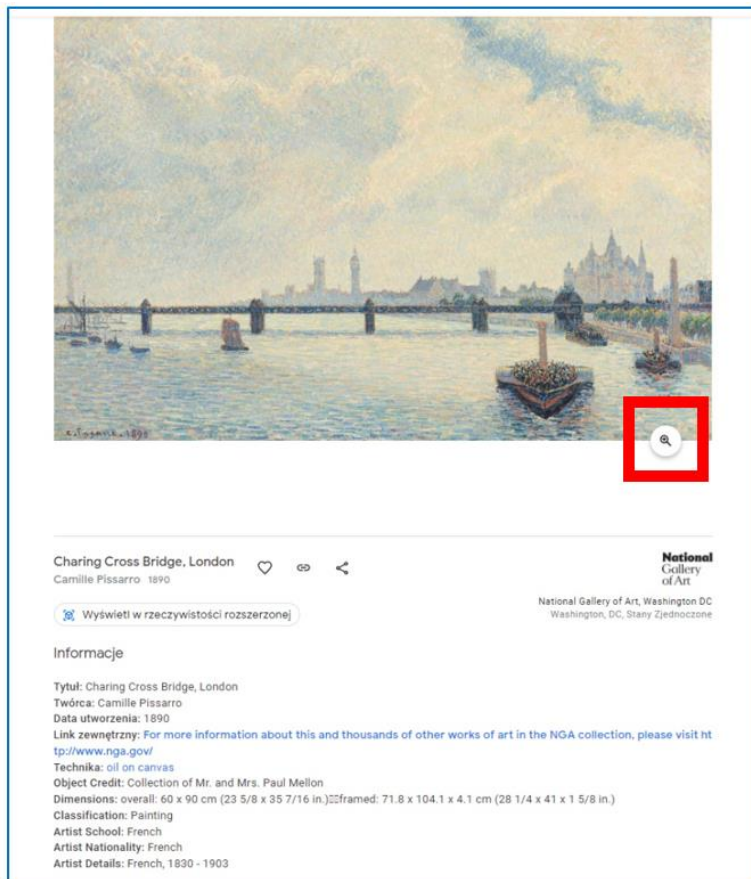 C. Pissarro. 1890
Charing Cross Bridge, London
Camille Pissarro 1890
National
Gallery
of Art
National Gallery of Art, Washington DC
Washington, DC, Stany Zjednoczone
Wyświetl w rzeczywistości rozszerzonej
Informacje
Tytuł: Charing Cross Bridge, London
Twórca: Camille Pissarro
Data utworzenia: 1890
Link zewnętrzny: For more information about this and thousands of other works of art in the NGA collection, please visit ht
tp://www.nga.gov/
Technika: oil on canvas
Object Credit: Collection of Mr. and Mrs. Paul Mellon
Dimensions: overall: 60 x 90 cm (23 5/8 x 35 7/16 in.)framed: 71.8 x 104.1 x 4.1 cm (28 1/4 x 41 x 1 5/8 in.)
Classification: Painting
Artist School: French
Artist Nationality: French
Artist Details: French, 1830 - 1903